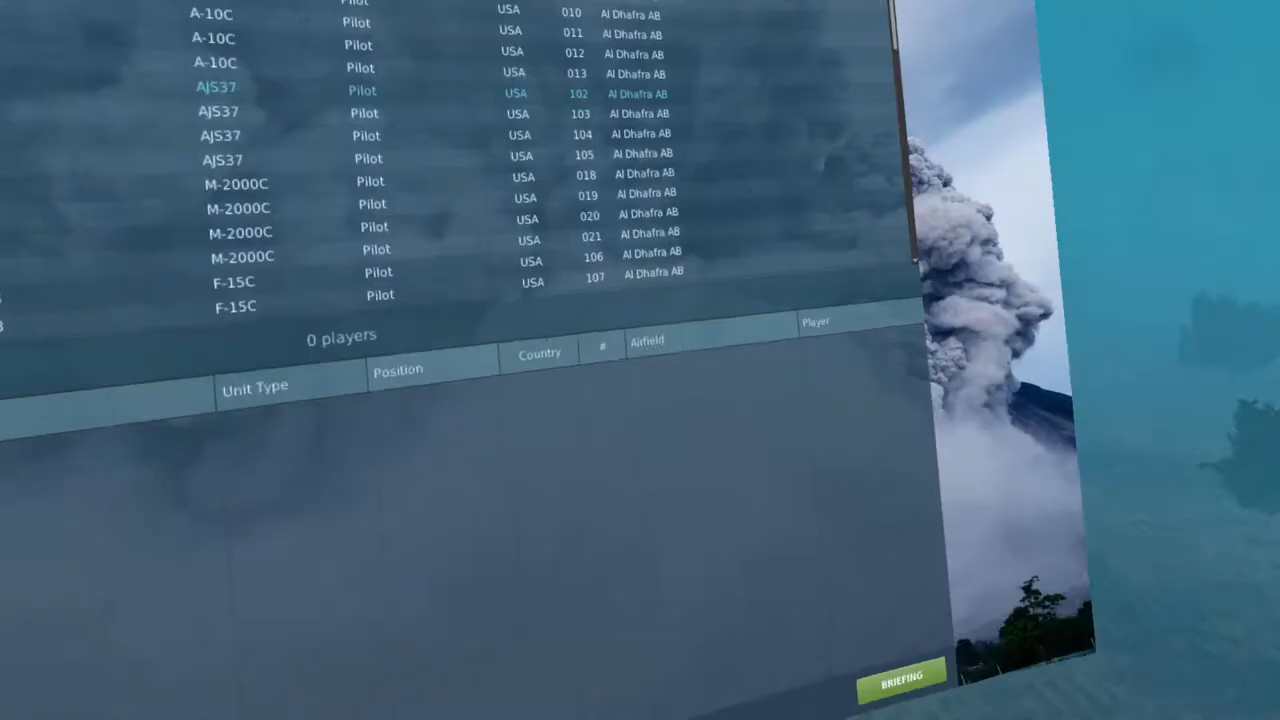 Pilot USA 010 Al Dhafra AB
A-10C Pilot USA 011 Al Dhafra AB
A-10C Pilot USA 012 Al Dhafra AB
A-10C Pilot USA 013 Al Dhafra AB
AJS37 Pilot USA 102 Al Dhafra AB
AJS37 Pilot USA 103 Al Dhafra AB
AJS37 Pilot USA 104 Al Dhafra AB
AJS37 Pilot USA 105 Al Dhafra AB
M-2000C Pilot USA 018 Al Dhafra AB
M-2000C Pilot USA 019 Al Dhafra AB
M-2000C Pilot USA 020 Al Dhafra AB
M-2000C Pilot USA 021 Al Dhafra AB
F-15C Pilot USA 106 Al Dhafra AB
F-15C Pilot USA 107 Al Dhafra AB
0 players
Unit Type Position Country # Airfield Player
BRIEFING